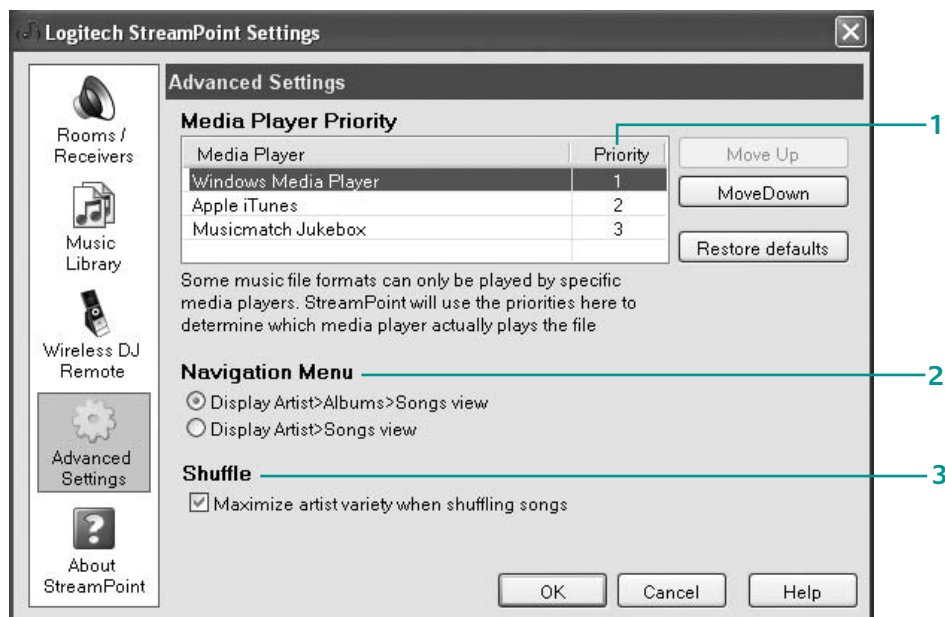 Logitech StreamPoint Settings
Rooms /
Receivers
Music
Library
Wireless DJ
Remote
Advanced
Settings
About
StreamPoint
Advanced Settings
Media Player Priority
Media Player Priority
Windows Media Player 1
Apple iTunes 2
Musicmatch Jukebox 3
Move Up
MoveDown
Restore defaults
Some music file formats can only be played by specific
media players. StreamPoint will use the priorities here to
determine which media player actually plays the file
Navigation Menu
Display Artist>Albums>Songs view
Display Artist>Songs view
Shuffle
Maximize artist variety when shuffling songs
OK Cancel Help
1
2
3